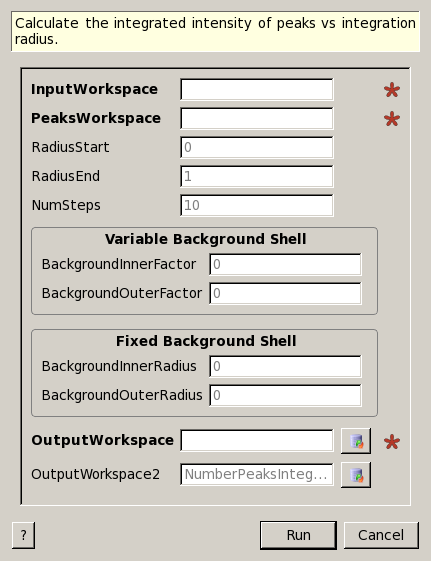 Calculate the integrated intensity of peaks vs integration
radius.
InputWorkspace
PeaksWorkspace
RadiusStart 0
RadiusEnd 1
NumSteps 10
Variable Background Shell
BackgroundInnerFactor 0
BackgroundOuterFactor 0
Fixed Background Shell
BackgroundInnerRadius 0
BackgroundOuterRadius 0
OutputWorkspace
OutputWorkspace2 NumberPeaksInteg...
? Run Cancel